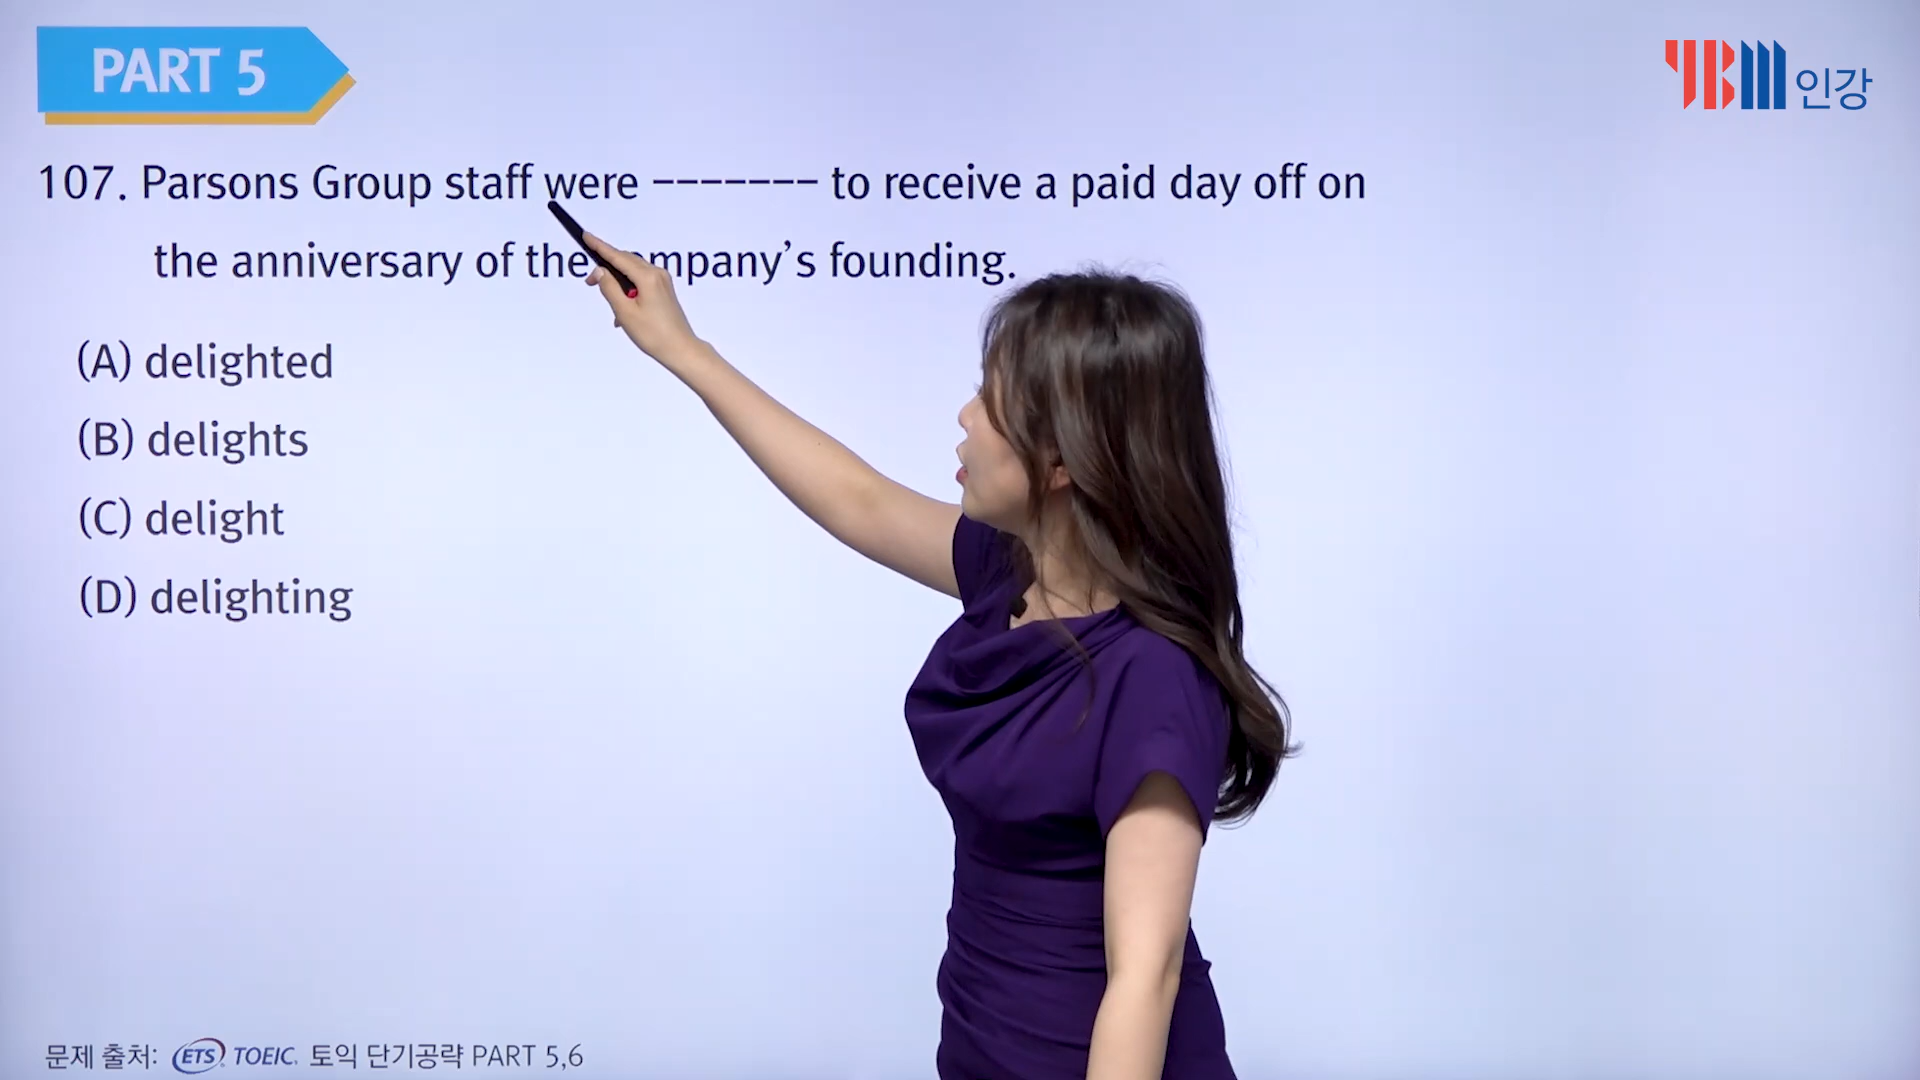 PART 5
YBM 인강
107. Parsons Group staff were ------- to receive a paid day off on
the anniversary of the company's founding.
(A) delighted
(B) delights
(C) delight
(D) delighting
문제 출처: ETS TOEIC. 토익 단기공략 PART 5,6